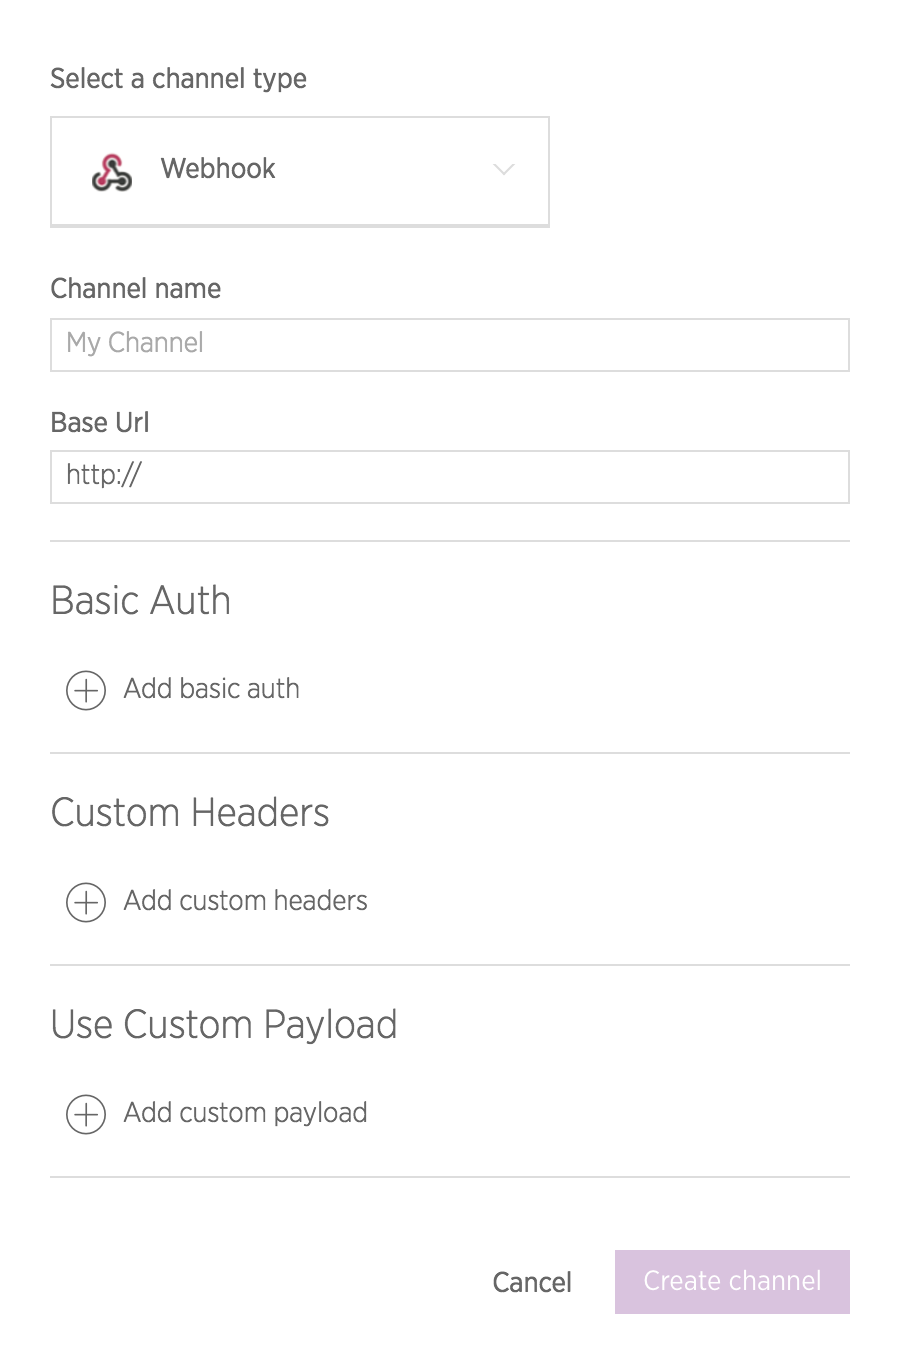 Select a channel type
Webhook
Channel name
My Channel
Base Url
http://
Basic Auth
Add basic auth
Custom Headers
Add custom headers
Use Custom Payload
Add custom payload
Cancel
Create channel